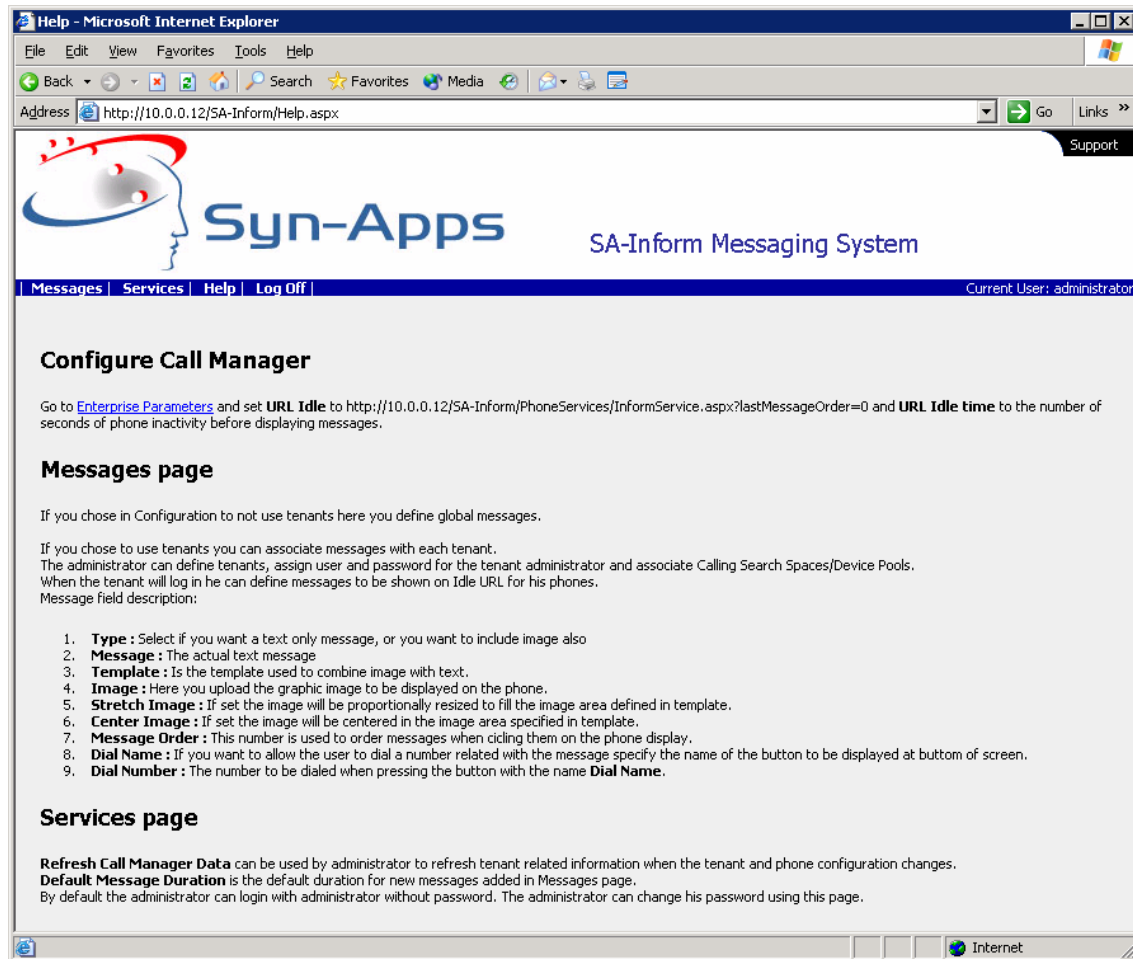 Help - Microsoft Internet Explorer
File Edit View Favorites Tools Help
Back Search Favorites Media
Address http://10.0.0.12/SA-Inform/Help.aspx Go Links »
Support
Syn-Apps
SA-Inform Messaging System
| Messages | Services | Help | Log Off | Current User: administrator
Configure Call Manager
Go to Enterprise Parameters and set URL Idle to http://10.0.0.12/SA-Inform/PhoneServices/InformService.aspx?lastMessageOrder=0 and URL Idle time to the number of
seconds of phone inactivity before displaying messages.
Messages page
If you chose in Configuration to not use tenants here you define global messages.
If you chose to use tenants you can associate messages with each tenant.
The administrator can define tenants, assign user and password for the tenant administrator and associate Calling Search Spaces/Device Pools.
When the tenant will log in he can define messages to be shown on Idle URL for his phones.
Message field description:
1. Type : Select if you want a text only message, or you want to include image also
2. Message : The actual text message
3. Template : Is the template used to combine image with text.
4. Image : Here you upload the graphic image to be displayed on the phone.
5. Stretch Image : If set the image will be proportionally resized to fill the image area defined in template.
6. Center Image : If set the image will be centered in the image area specified in template.
7. Message Order : This number is used to order messages when cicling them on the phone display.
8. Dial Name : If you want to allow the user to dial a number related with the message specify the name of the button to be displayed at buttom of screen.
9. Dial Number : The number to be dialed when pressing the button with the name Dial Name.
Services page
Refresh Call Manager Data can be used by administrator to refresh tenant related information when the tenant and phone configuration changes.
Default Message Duration is the default duration for new messages added in Messages page.
By default the administrator can login with administrator without password. The administrator can change his password using this page.
Internet